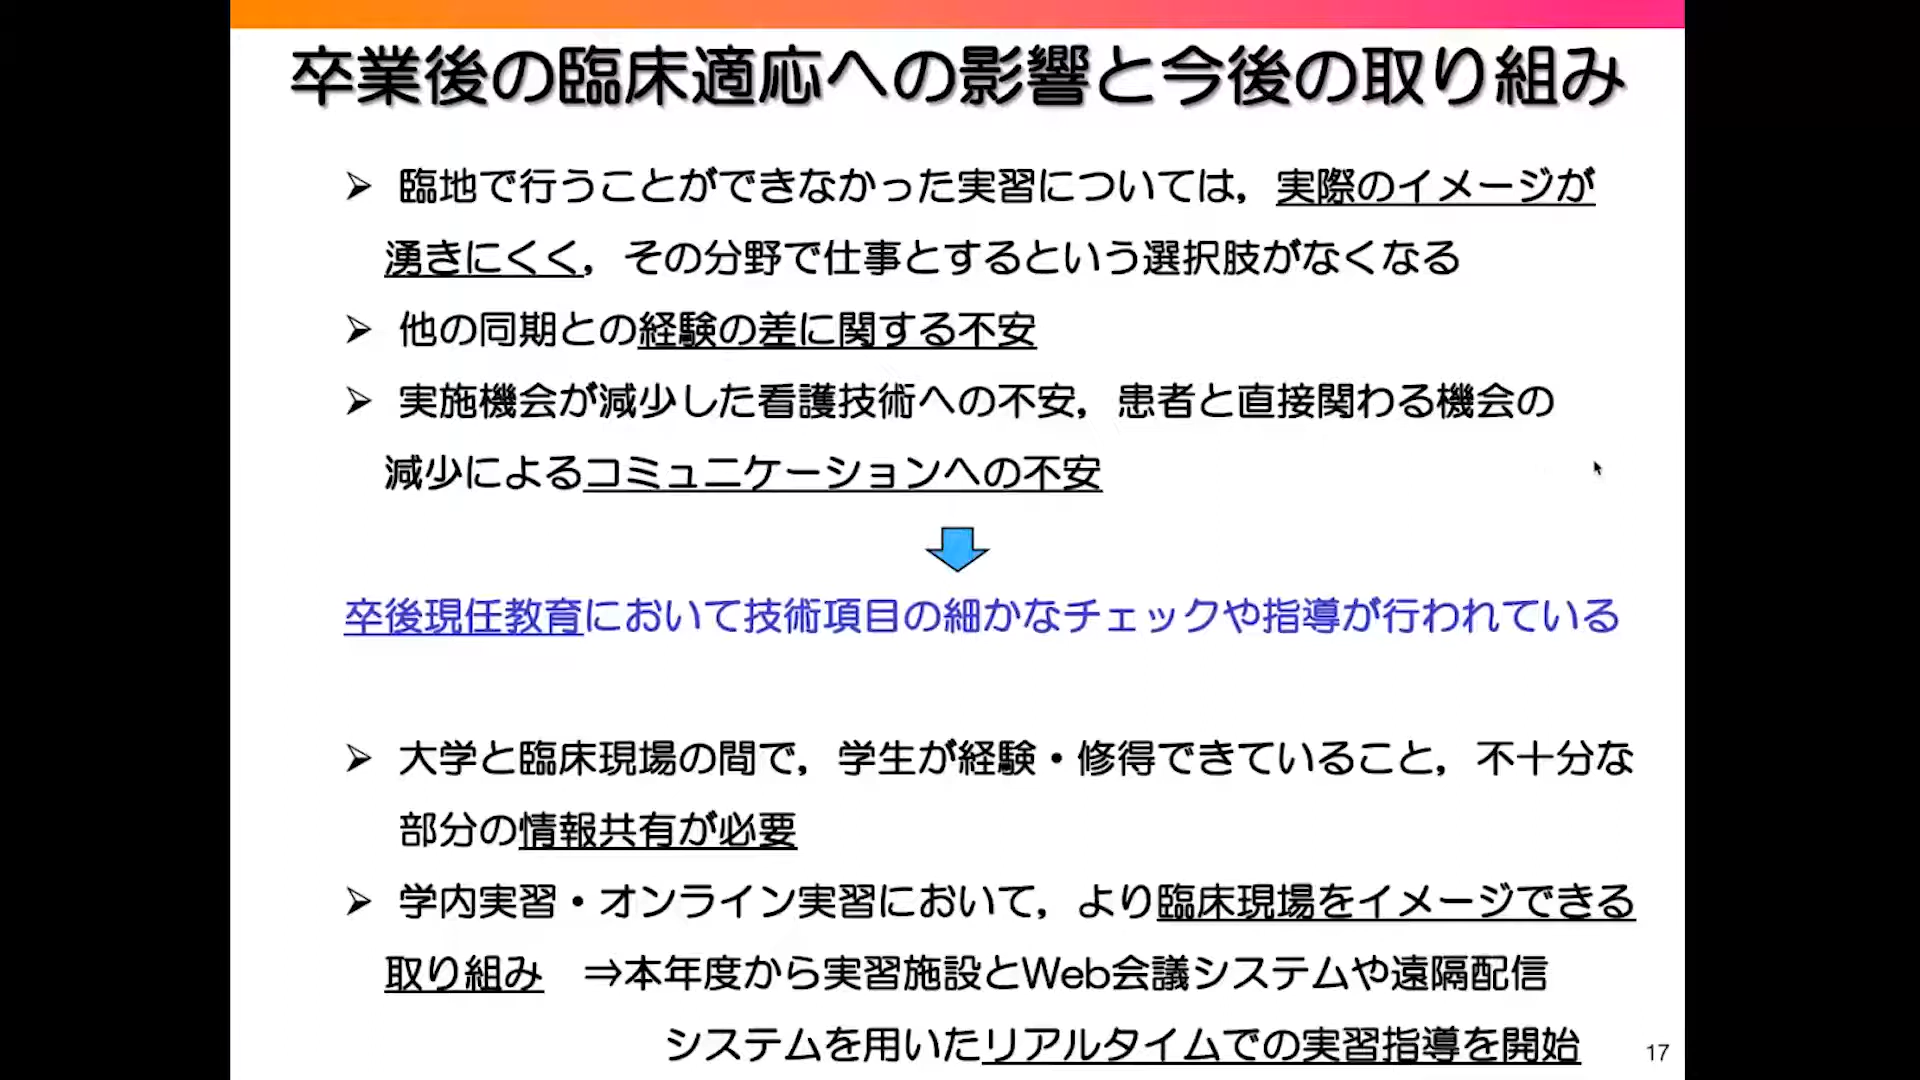 卒業後の臨床適応への影響と今後の取り組み
➢ 臨地で行うことができなかった実習については，実際のイメージが
湧きにくく，その分野で仕事とするという選択肢がなくなる
➢ 他の同期との経験の差に関する不安
➢ 実施機会が減少した看護技術への不安，患者と直接関わる機会の
減少によるコミュニケーションへの不安
卒後現任教育において技術項目の細かなチェックや指導が行われている
➢ 大学と臨床現場の間で，学生が経験・修得できていること，不十分な
部分の情報共有が必要
➢ 学内実習・オンライン実習において，より臨床現場をイメージできる
取り組み　⇒本年度から実習施設とWeb会議システムや遠隔配信
システムを用いたリアルタイムでの実習指導を開始
17